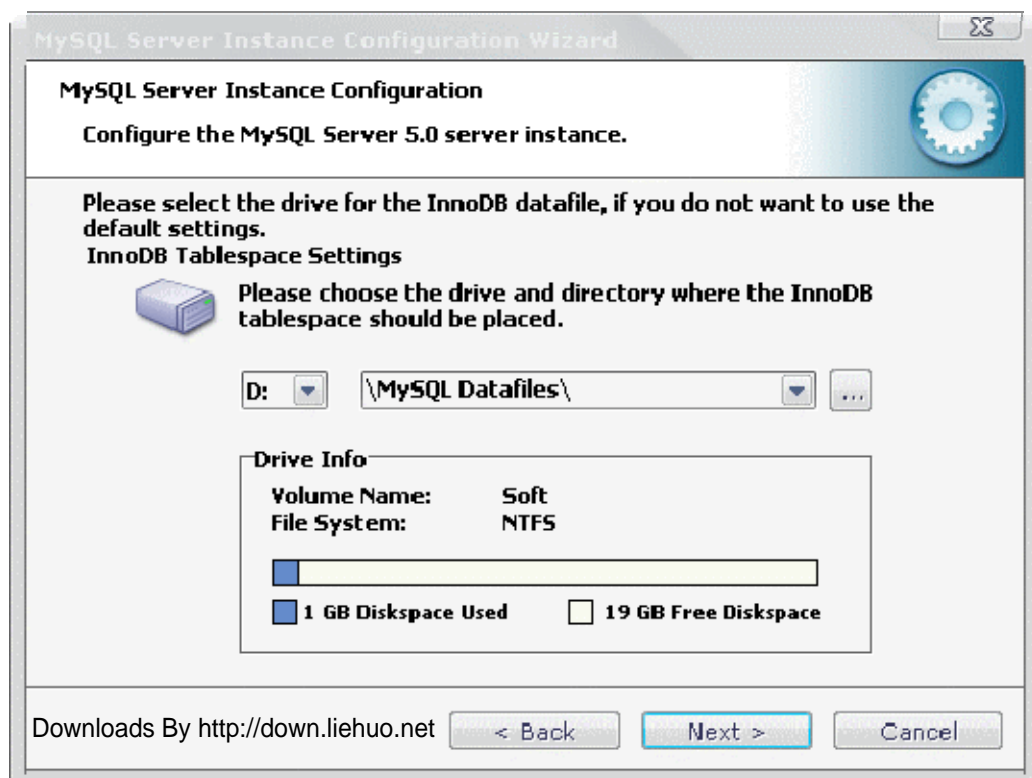 MySQL Server Instance Configuration Wizard
MySQL Server Instance Configuration
Configure the MySQL Server 5.0 server instance.
Please select the drive for the InnoDB datafile, if you do not want to use the
default settings.
InnoDB Tablespace Settings
Please choose the drive and directory where the InnoDB
tablespace should be placed.
D: \MySQL Datafiles\ ...
Drive Info
Volume Name: Soft
File System: NTFS
1 GB Diskspace Used 19 GB Free Diskspace
Downloads By http://down.liehuo.net < Back Next > Cancel